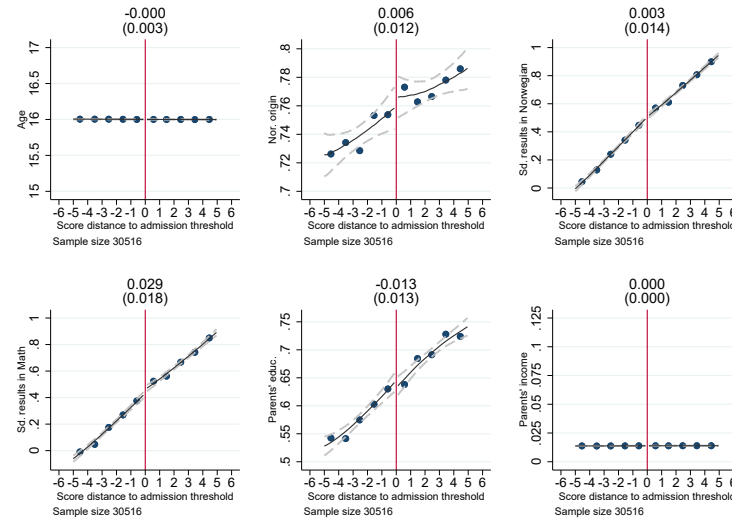 -0.000
(0.003)
17
16.5
16
15.5
15
Age
-6 -5 -4 -3 -2 -1 0 1 2 3 4 5 6
Score distance to admission threshold
Sample size 30516
0.006
(0.012)
.8
.78
.76
.74
.72
.7
Nor. origin
-6 -5 -4 -3 -2 -1 0 1 2 3 4 5 6
Score distance to admission threshold
Sample size 30516
0.003
(0.014)
1
.8
.6
.4
.2
0
Sd. results in Norwegian
-6 -5 -4 -3 -2 -1 0 1 2 3 4 5 6
Score distance to admission threshold
Sample size 30516
0.029
(0.018)
1
.8
.6
.4
.2
0
Sd. results in Math
-6 -5 -4 -3 -2 -1 0 1 2 3 4 5 6
Score distance to admission threshold
Sample size 30516
-0.013
(0.013)
.75
.7
.65
.6
.55
.5
Parents' educ.
-6 -5 -4 -3 -2 -1 0 1 2 3 4 5 6
Score distance to admission threshold
Sample size 30516
0.000
(0.000)
.125
.1
.075
.05
.025
0
Parents' income
-6 -5 -4 -3 -2 -1 0 1 2 3 4 5 6
Score distance to admission threshold
Sample size 30516